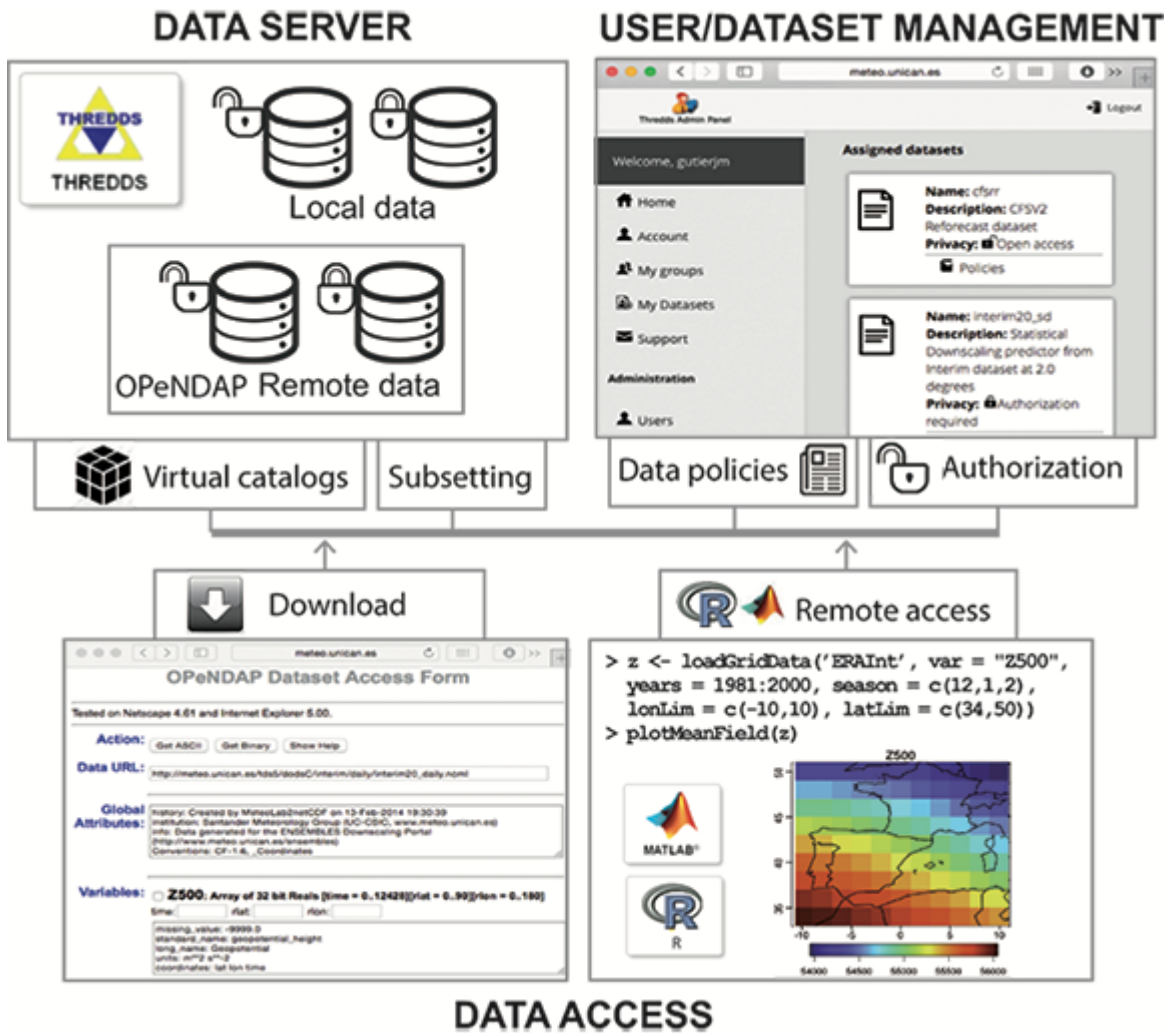 DATA SERVER
USER/DATASET MANAGEMENT
THREDDS
THREDDS
Local data
OPeNDAP Remote data
Virtual catalogs
Subsetting
meteo.unican.es
Thredds Admin Panel
Logout
Welcome, gutierjm
Home
Account
My groups
My Datasets
Support
Administration
Users
Assigned datasets
Name: cfsrr
Description: CFSV2
Reforecast dataset
Privacy: Open access
Policies
Name: interim20_sd
Description: Statistical
Downscaling predictor from
Interim dataset at 2.0
degrees
Privacy: Authorization
required
Data policies
Authorization
Download
meteo.unican.es
OPeNDAP Dataset Access Form
Tested on Netscape 4.61 and Internet Explorer 5.00.
Action: Get ASCII Get Binary Show Help
Data URL: http://meteo.unican.es/tds5/dodsC/interim/daily/interim20_daily.ncml
Global
Attributes:
history: Created by MeteoLab2netCDF on 13-Feb-2014 19:30:39
institution: Santander Meteorology Group (UC-CSIC), www.meteo.unican.es)
info: Data generated for the ENSEMBLES Downscaling Portal
(http://www.meteo.unican.es/ensembles)
Conventions: CF-1.6, _Coordinates
Variables: Z500: Array of 32 bit Reals [time = 0..12428][rlat = 0..90][rlon = 0..180]
time: rlat: rlon:
missing_value: -9999.0
standard_name: geopotential_height
long_name: Geopotential
units: m**2 s**-2
coordinates: lat lon time
R Remote access
> z <- loadGridData('ERAInt', var = "Z500",
years = 1981:2000, season = c(12,1,2),
lonLim = c(-10,10), latLim = c(34,50))
> plotMeanField(z)
MATLAB®
R
R
Z500
50
45
40
35
-10 -5 0 5 10
54000 54500 55000 55500 56000
DATA ACCESS